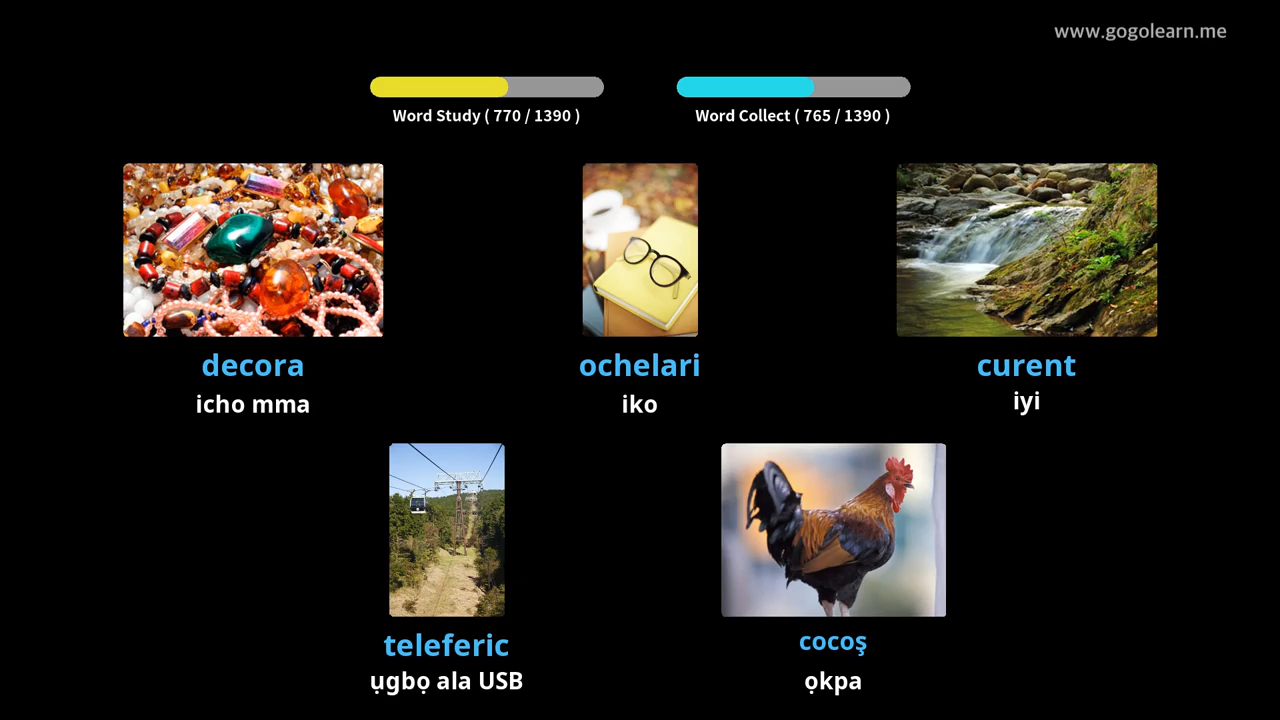 www.gogolearn.me
Word Study ( 770 / 1390 )
Word Collect ( 765 / 1390 )
decora
icho mma
ochelari
iko
curent
iyi
teleferic
ụgbọ ala USB
cocoş
ọkpa